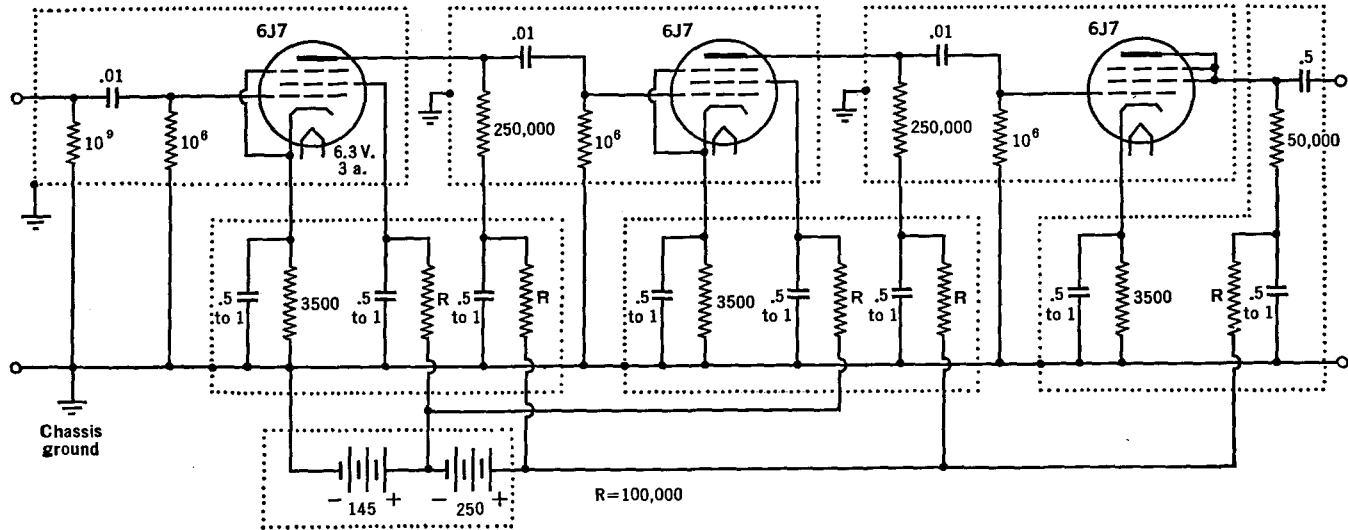 6J7
6J7
6J7
.01
.01
.01
.5
10⁹
10⁶
6.3 V.
3 a.
250,000
10⁶
250,000
10⁶
50,000
.5
to 1
3500
.5
to 1
R
.5
to 1
R
.5
to 1
3500
.5
to 1
R
.5
to 1
R
.5
to 1
3500
R
.5
to 1
Chassis
ground
- 145 +
- 250 +
R=100,000